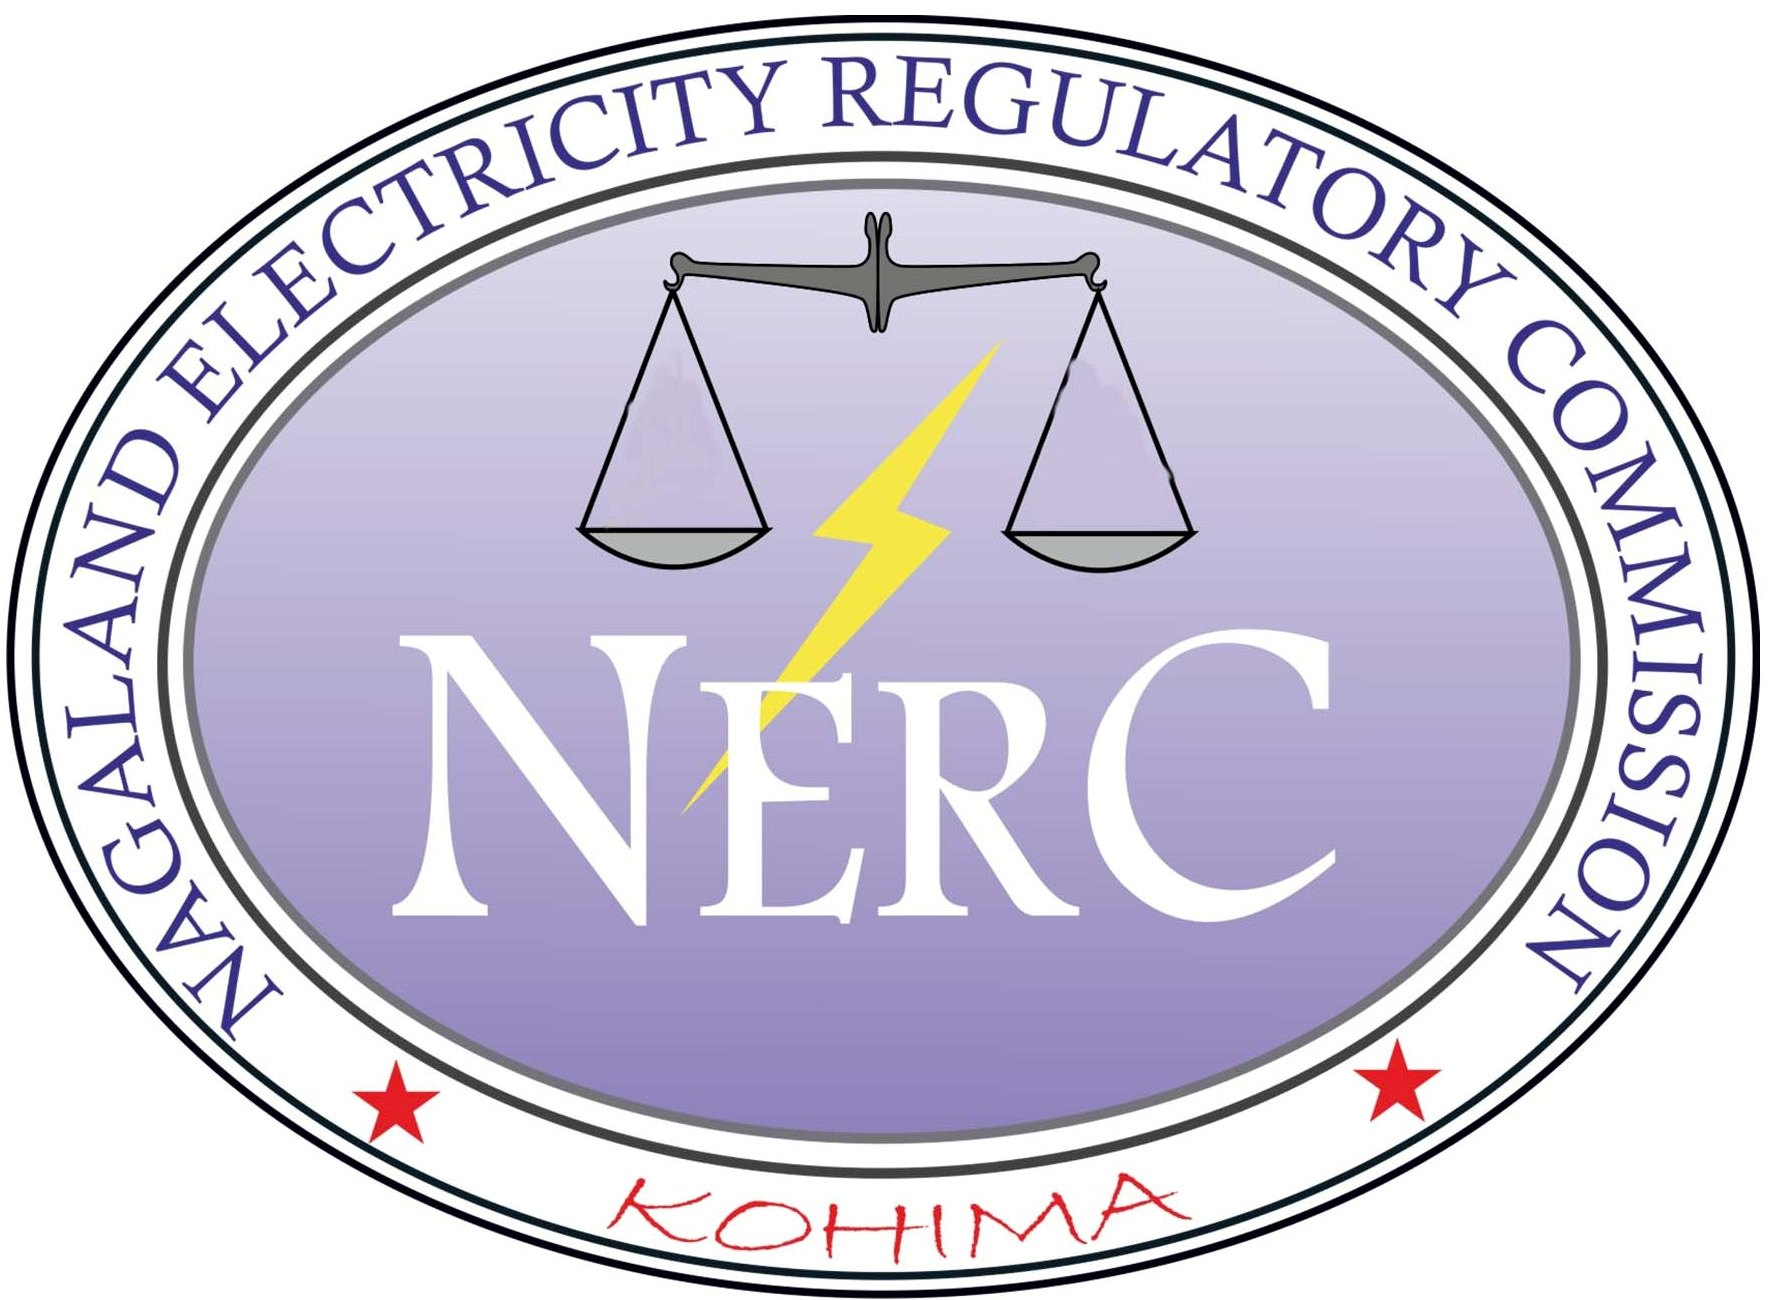 NAGALAND ELECTRICITY REGULATORY COMMISSION
NERC
KOHIMA